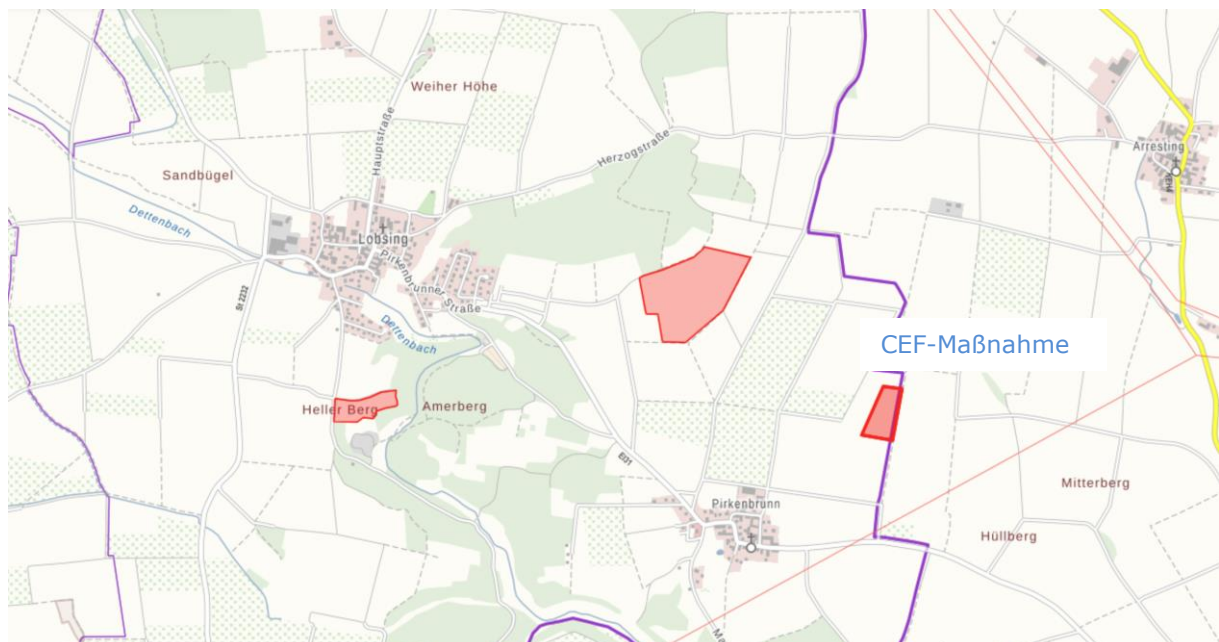 Weiher Höhe
Hauptstraße
Herzogstraße
Arresting
Sandbügel
Dettenbach
Lobsing
Pirkenbrunner Straße
St 2232
Dettenbach
CEF-Maßnahme
Heller Berg
Amerberg
EI31
Pirkenbrunn
Mitterberg
Hüllberg